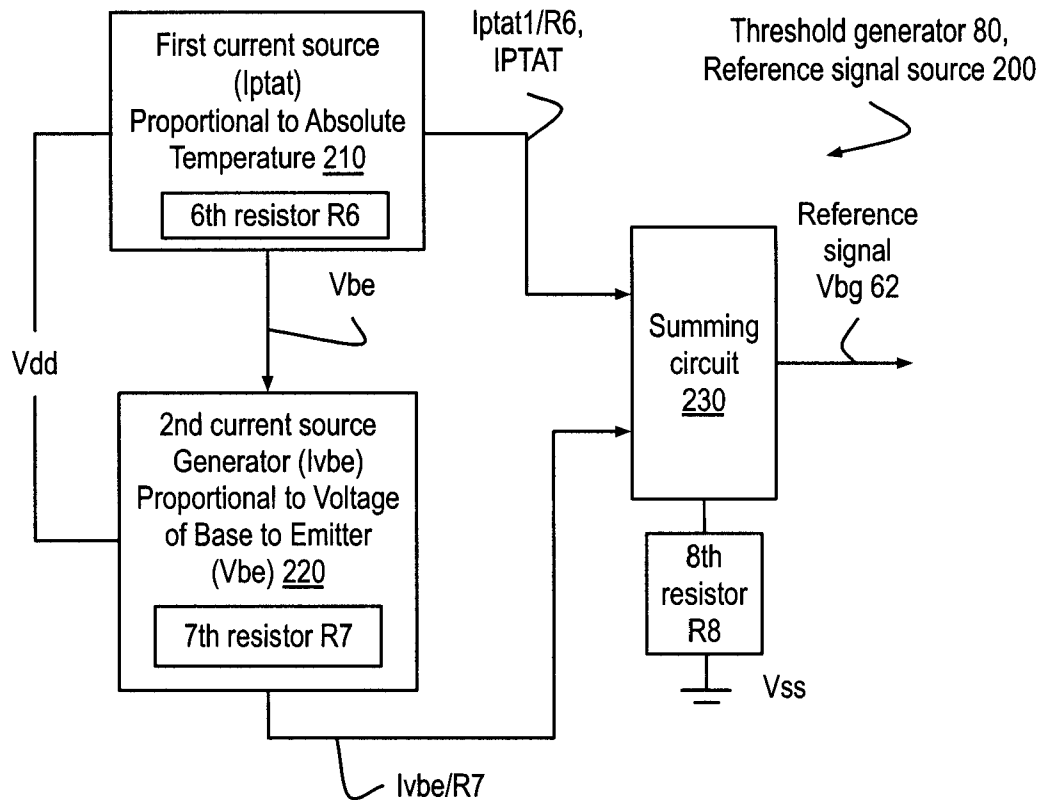 First current source
(Iptat)
Proportional to Absolute
Temperature 210
6th resistor R6
Iptat1/R6,
IPTAT
Threshold generator 80,
Reference signal source 200
Vbe
Vdd
Reference
signal
Vbg 62
Summing
circuit
230
2nd current source
Generator (Ivbe)
Proportional to Voltage
of Base to Emitter
(Vbe) 220
7th resistor R7
8th
resistor
R8
Vss
Ivbe/R7